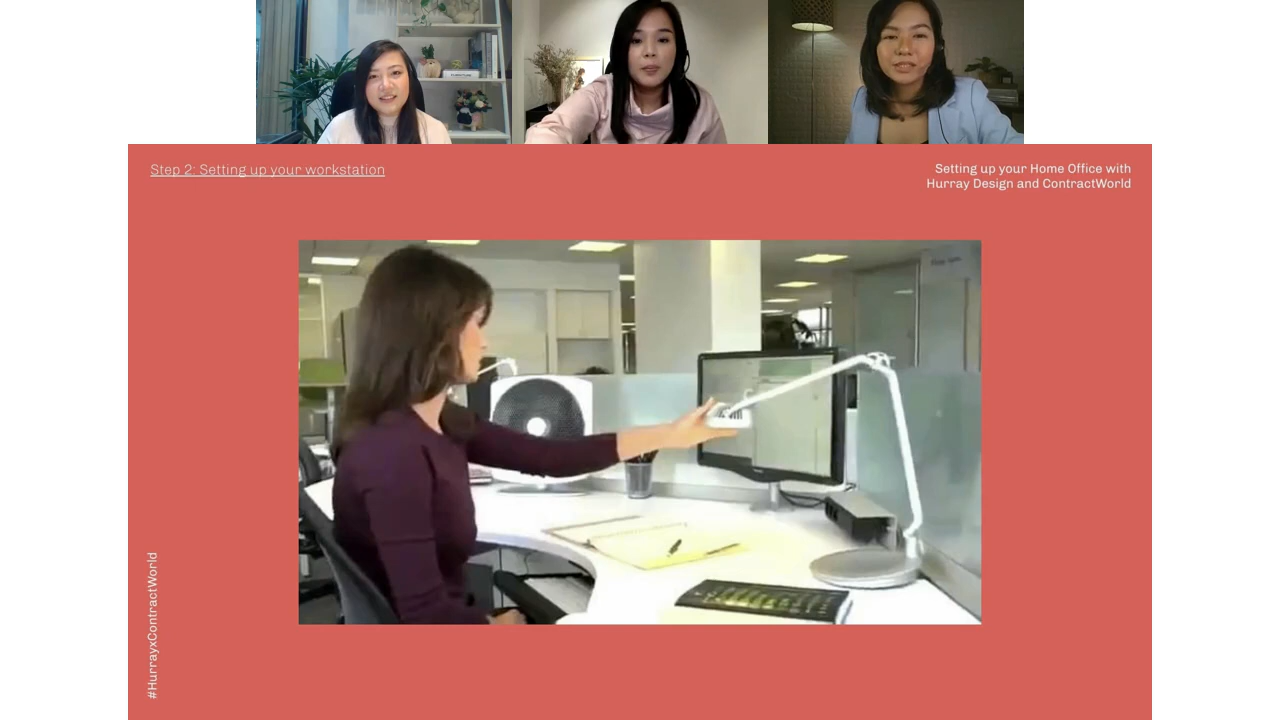 Step 2: Setting up your workstation
Setting up your Home Office with
Hurray Design and ContractWorld
#HurrayxContractWorld